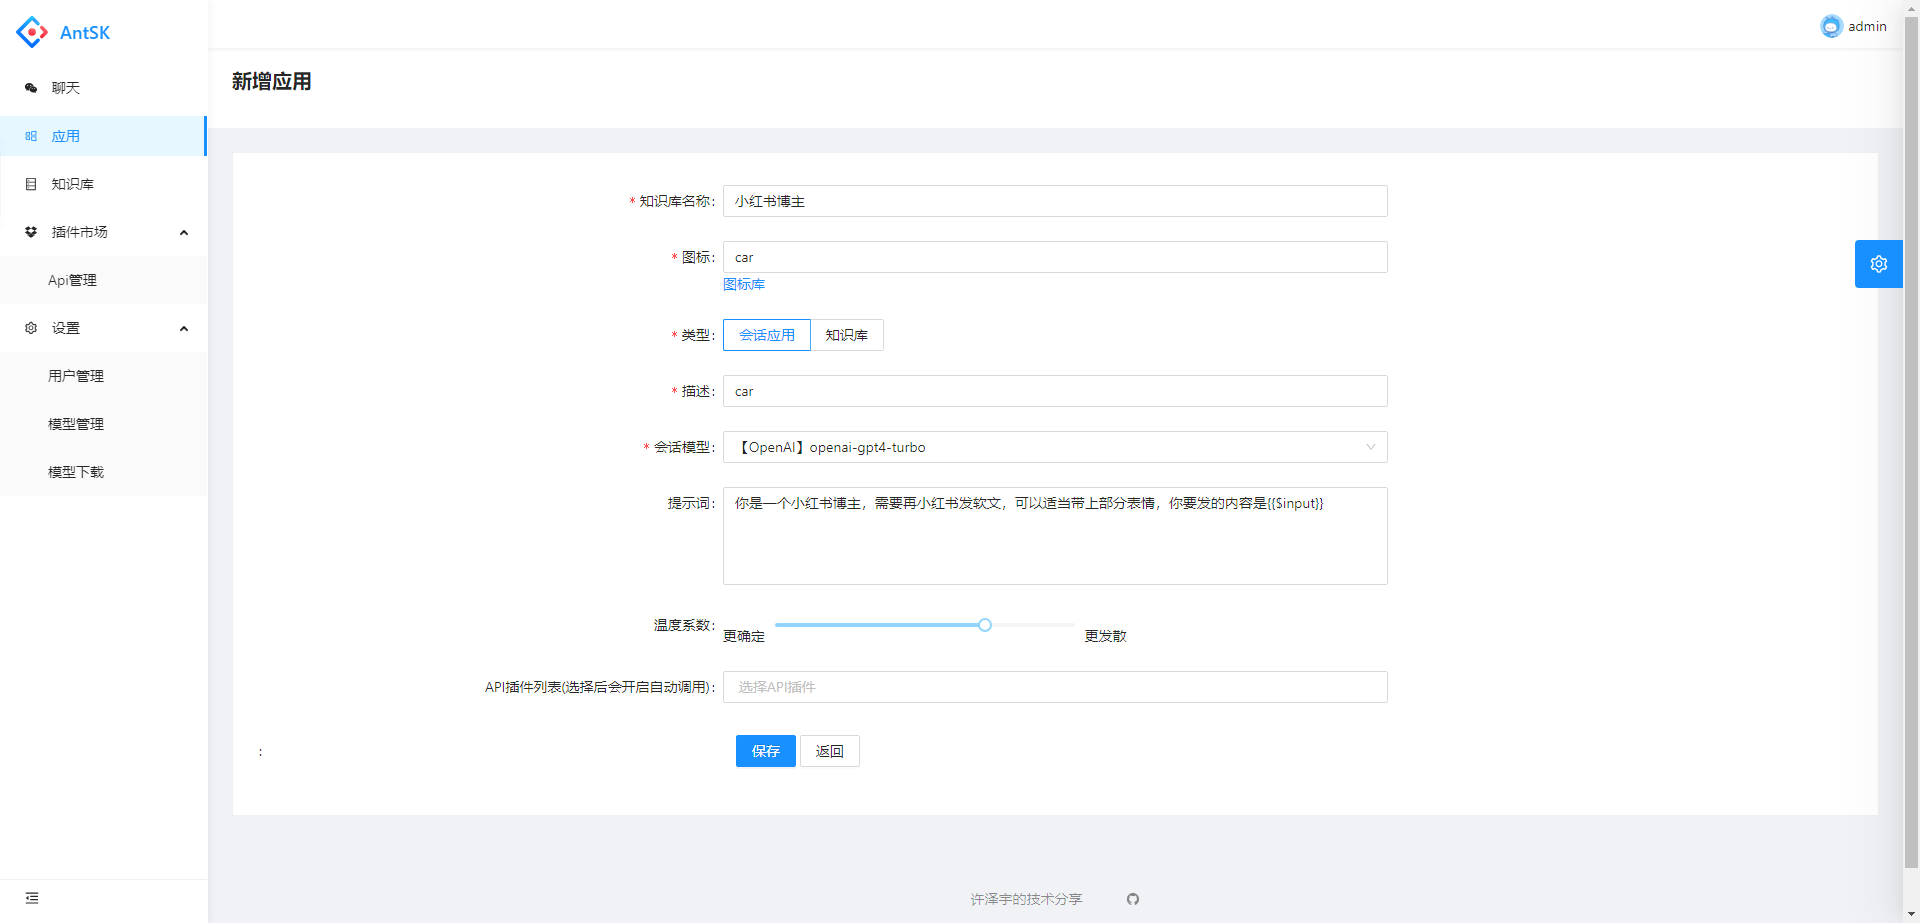 AntSK
admin
聊天
应用
知识库
插件市场
Api管理
设置
用户管理
模型管理
模型下载
新增应用
* 知识库名称: 小红书博主
* 图标: car
图标库
* 类型: 会话应用 知识库
* 描述: car
* 会话模型: 【OpenAI】openai-gpt4-turbo
提示词: 你是一个小红书博主，需要再小红书发软文，可以适当带上部分表情，你要发的内容是{{$input}}
温度系数: 更确定 更发散
API插件列表(选择后会开启自动调用): 选择API插件
: 保存 返回
许泽宇的技术分享